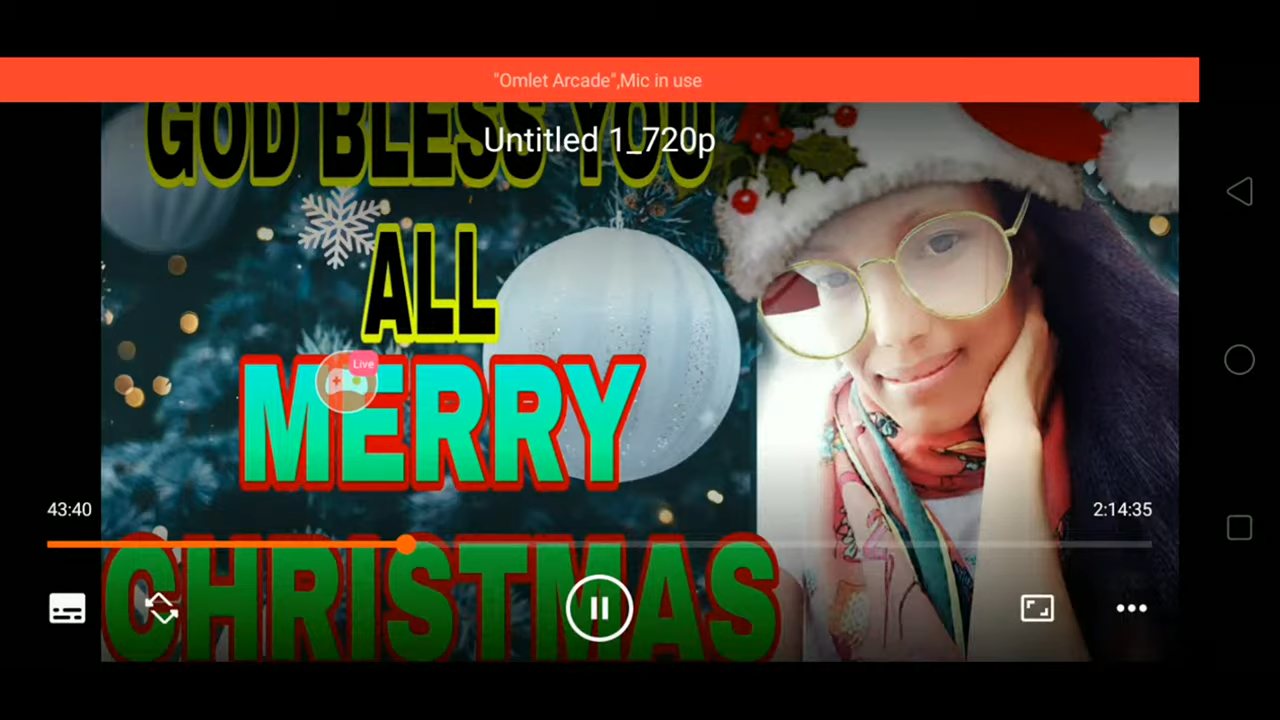 "Omlet Arcade",Mic in use
GOD BLESS YOU
Untitled 1_720p
ALL
Live
MERRY
43:40
2:14:35
CHRISTMAS